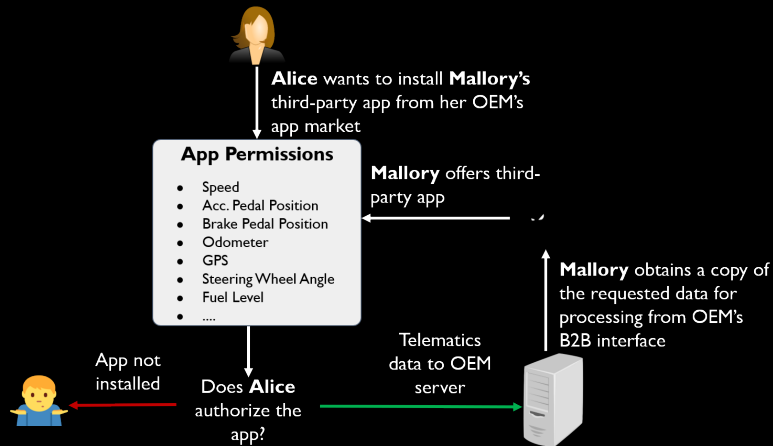 Alice wants to install Mallory's
third-party app from her OEM's
app market
App Permissions
• Speed
• Acc. Pedal Position
• Brake Pedal Position
• Odometer
• GPS
• Steering Wheel Angle
• Fuel Level
• ....
Mallory offers third-
party app
Mallory obtains a copy of
the requested data for
processing from OEM's
B2B interface
Telematics
data to OEM
server
App not
installed
Does Alice
authorize the
app?